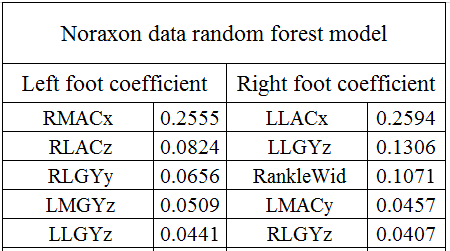 Noraxon data random forest model
Left foot coefficient Right foot coefficient
RMACx 0.2555 LLACx 0.2594
RLACz 0.0824 LLGYz 0.1306
RLGYy 0.0656 RankleWid 0.1071
LMGYz 0.0509 LMACy 0.0457
LLGYz 0.0441 RLGYz 0.0407